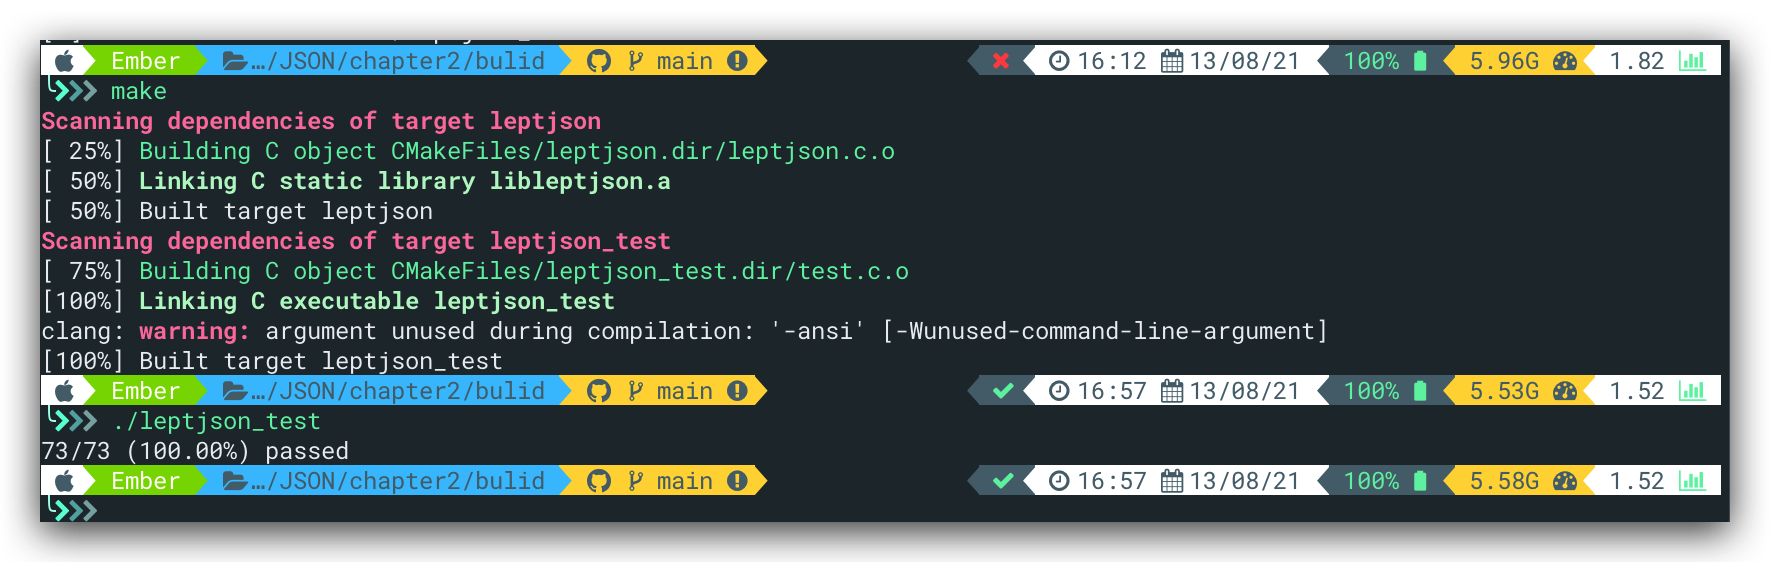 Ember …/JSON/chapter2/bulid main 16:12 13/08/21 100% 5.96G 1.82
make
Scanning dependencies of target leptjson
[ 25%] Building C object CMakeFiles/leptjson.dir/leptjson.c.o
[ 50%] Linking C static library libleptjson.a
[ 50%] Built target leptjson
Scanning dependencies of target leptjson_test
[ 75%] Building C object CMakeFiles/leptjson_test.dir/test.c.o
[100%] Linking C executable leptjson_test
clang: warning: argument unused during compilation: '-ansi' [-Wunused-command-line-argument]
[100%] Built target leptjson_test
Ember …/JSON/chapter2/bulid main 16:57 13/08/21 100% 5.53G 1.52
./leptjson_test
73/73 (100.00%) passed
Ember …/JSON/chapter2/bulid main 16:57 13/08/21 100% 5.58G 1.52